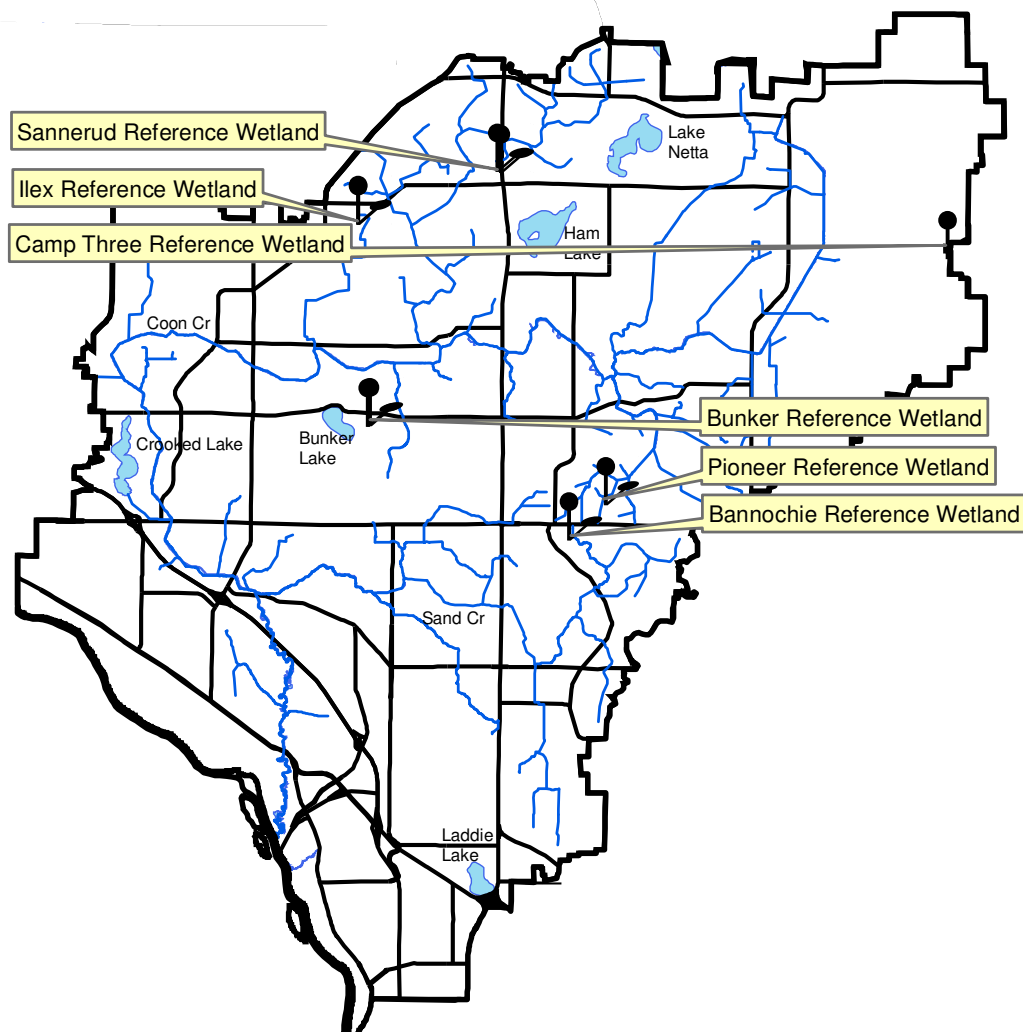 Sannerud Reference Wetland
Lake
Netta
Ilex Reference Wetland
Camp Three Reference Wetland
Ham
Lake
Coon Cr
Bunker Reference Wetland
Crooked Lake
Bunker
Lake
Pioneer Reference Wetland
Bannochie Reference Wetland
Sand Cr
Laddie
Lake